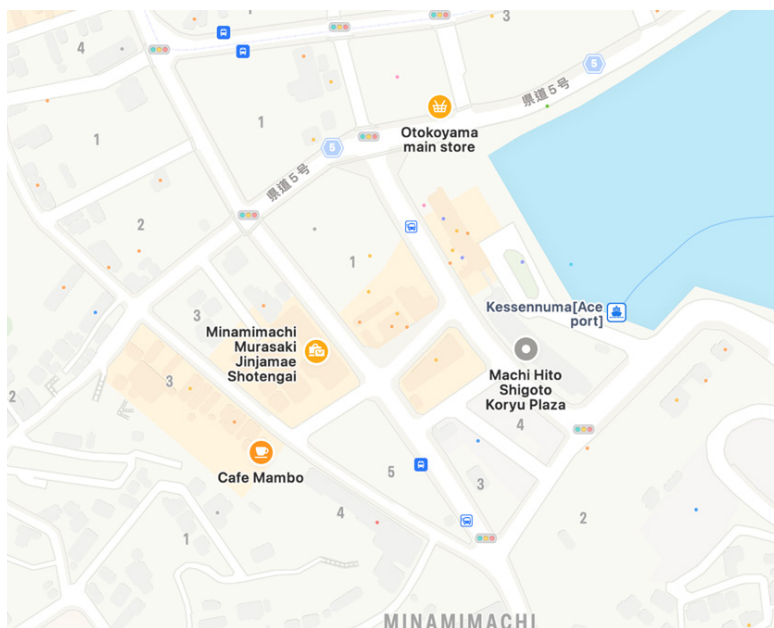 3
4
5
県道5号
Otokoyama
main store
1
1
5
県道5号
2
1
Kessennuma[Ace
port]
3
Minamimachi
Murasaki
Jinjamae
Shotengai
Machi Hito
Shigoto
Koryu Plaza
3
2
4
Cafe Mambo
5
3
4
2
1
MINAMIMACHI